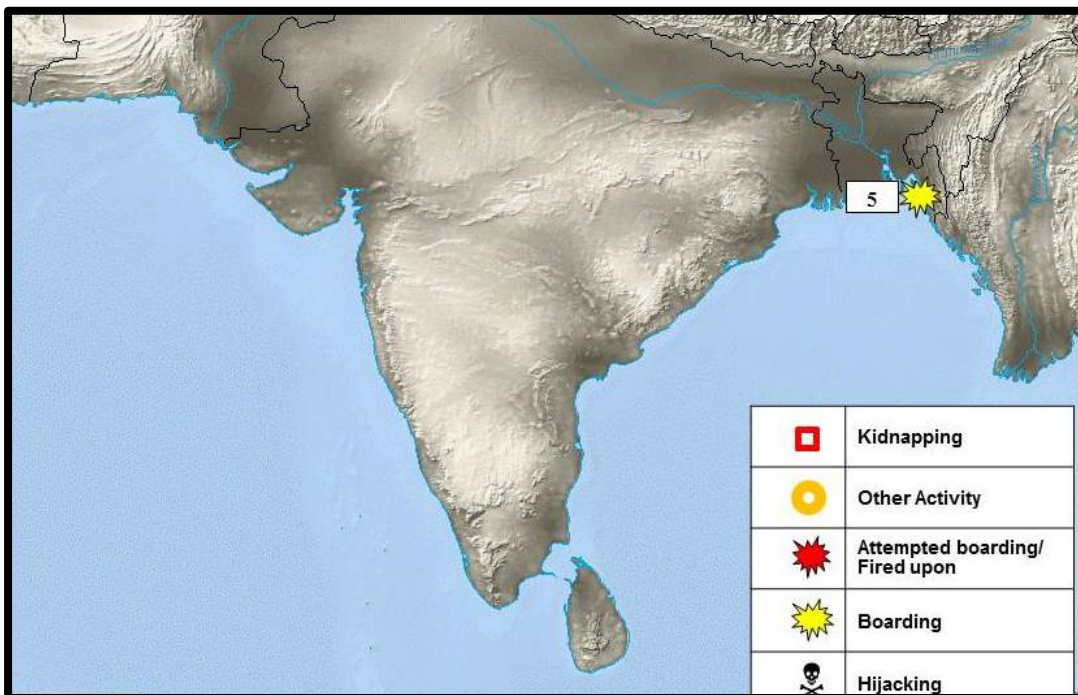 5
Kidnapping
Other Activity
Attempted boarding/
Fired upon
Boarding
Hijacking